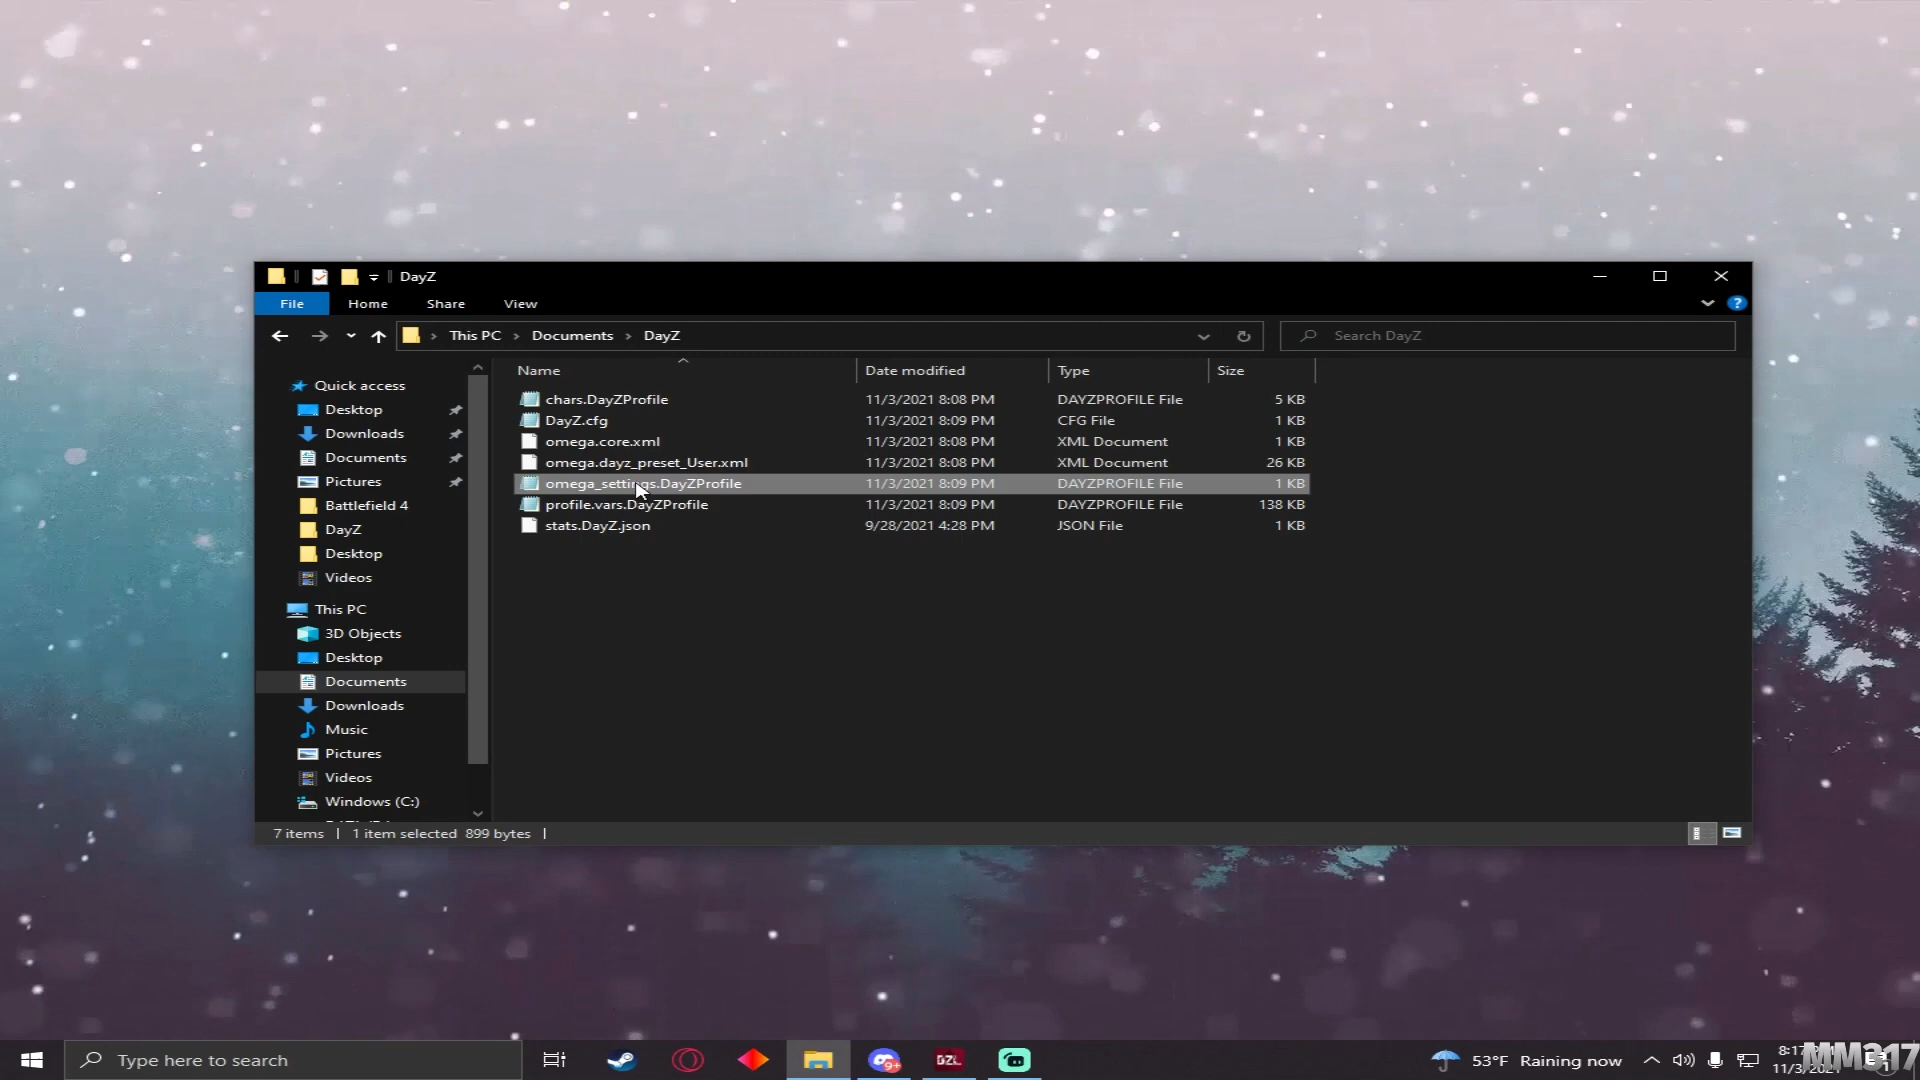 DayZ
File Home Share View
This PC Documents DayZ
Search DayZ
Name Date modified Type Size
Quick access
Desktop
Downloads
Documents
Pictures
Battlefield 4
DayZ
Desktop
Videos
This PC
3D Objects
Desktop
Documents
Downloads
Music
Pictures
Videos
Windows (C:)
chars.DayZProfile 11/3/2021 8:08 PM DAYZPROFILE File 5 KB
DayZ.cfg 11/3/2021 8:09 PM CFG File 1 KB
omega.core.xml 11/3/2021 8:08 PM XML Document 1 KB
omega.dayz_preset_User.xml 11/3/2021 8:08 PM XML Document 26 KB
omega_settings.DayZProfile 11/3/2021 8:09 PM DAYZPROFILE File 1 KB
profile.vars.DayZProfile 11/3/2021 8:09 PM DAYZPROFILE File 138 KB
stats.DayZ.json 9/28/2021 4:28 PM JSON File 1 KB
7 items 1 item selected 899 bytes
Type here to search
9+
DZL
53°F Raining now
MM317